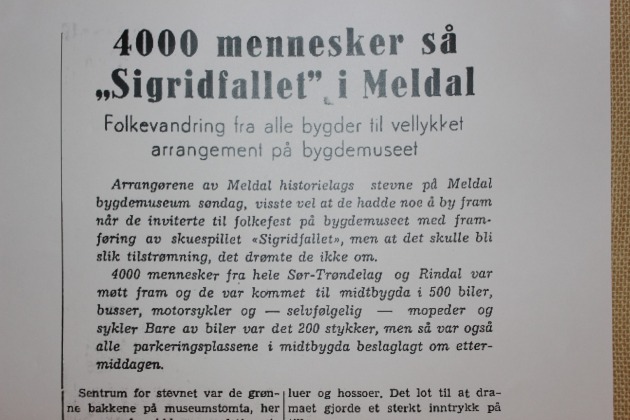 4000 mennesker så
„Sigridfallet" i Meldal
Folkevandring fra alle bygder til vellykket
arrangement på bygdemuseet
Arrangørene av Meldal historielags stevne på Meldal
bygdemuseum søndag, visste vel at de hadde noe å by fram
når de inviterte til folkefest på bygdemuseet med fram-
føring av skuespillet «Sigridfallet», men at det skulle bli
slik tilstrømning, det drømte de ikke om.
4000 mennesker fra hele Sør-Trøndelag og Rindal var
møtt fram og de var kommet til midtbygda i 500 biler,
busser, motorsykler og — selvfølgelig — mopeder og
sykler Bare av biler var det 200 stykker, men så var også
alle parkeringsplassene i midtbygda beslaglagt om etter-
middagen.
Sentrum for stevnet var de grøn-
ne bakkene på museumstomta, her
luer og hossoer. Det lot til at dra-
maet gjorde et sterkt inntrykk på